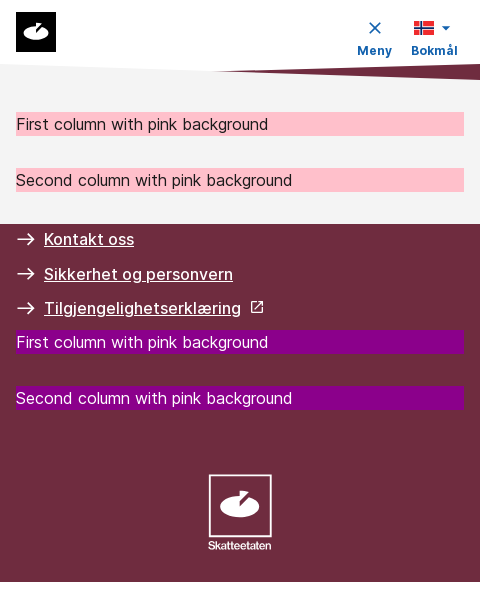 Meny
Bokmål
First column with pink background
Second column with pink background
Kontakt oss
Sikkerhet og personvern
Tilgjengelighetserklæring
First column with pink background
Second column with pink background
Skatteetaten